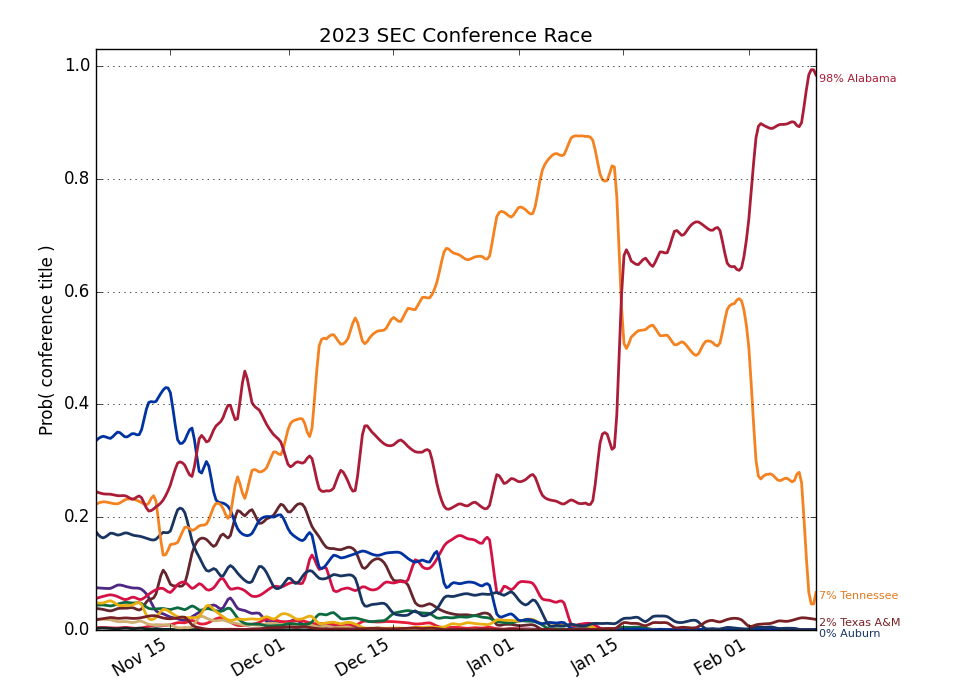 2023 SEC Conference Race
Prob( conference title )
1.0
0.8
0.6
0.4
0.2
0.0
Nov 15
Dec 01
Dec 15
Jan 01
Jan 15
Feb 01
98% Alabama
7% Tennessee
2% Texas A&M
0% Auburn